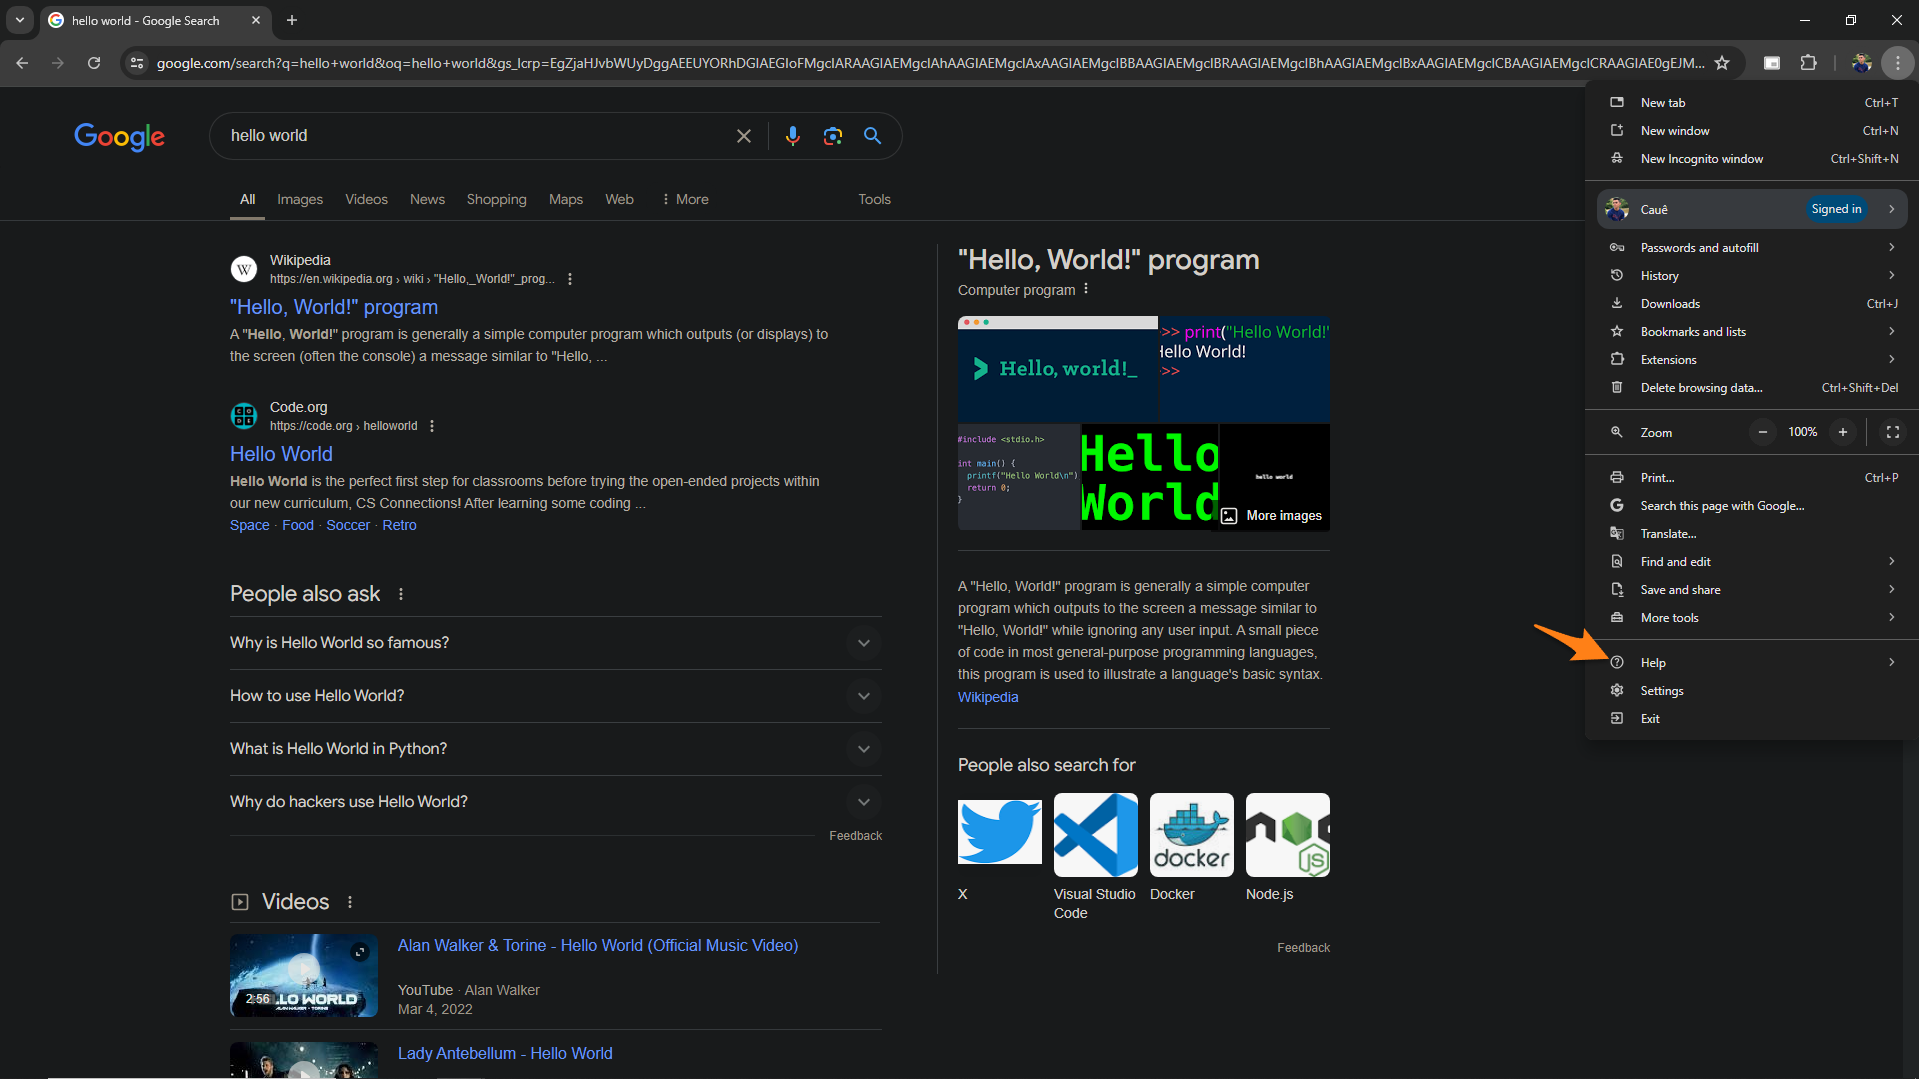 hello world - Google Search
google.com/search?q=hello+world&oq=hello+world&gs_lcrp=EgZjaHJvbWUyDggAEEUYORhDGIAEGIoFMgcIARAAGIAEMgcIAhAAGIAEMgcIAxAAGIAEMgcIBBAAGIAEMgcIBRAAGIAEMgcIBhAAGIAEMgcIBxAAGIAEMgcICBAAGIAEMgcICRAAGIAE0gEJM...
Google
hello world
All Images Videos News Shopping Maps Web More Tools
Wikipedia
https://en.wikipedia.org › wiki › "Hello,_World!"_prog...
"Hello, World!" program
A "Hello, World!" program is generally a simple computer program which outputs (or displays) to
the screen (often the console) a message similar to "Hello, ...
Code.org
https://code.org › helloworld
Hello World
Hello World is the perfect first step for classrooms before trying the open-ended projects within
our new curriculum, CS Connections! After learning some coding ...
Space · Food · Soccer · Retro
People also ask
Why is Hello World so famous?
How to use Hello World?
What is Hello World in Python?
Why do hackers use Hello World?
Feedback
Videos
2:56
LLO WORLD
ALAN WALKER - TORINE
Alan Walker & Torine - Hello World (Official Music Video)
YouTube · Alan Walker
Mar 4, 2022
Lady Antebellum - Hello World
"Hello, World!" program
Computer program
Hello, world!_
>> print("Hello World!'
Hello World!
>>>
#include <stdio.h>
int main() {
printf("Hello World\n")
return 0;
}
Hello
World
hello world
More images
A "Hello, World!" program is generally a simple computer
program which outputs to the screen a message similar to
"Hello, World!" while ignoring any user input. A small piece
of code in most general-purpose programming languages,
this program is used to illustrate a language's basic syntax.
Wikipedia
People also search for
docker
JS
X
Visual Studio
Code
Docker
Node.js
Feedback
New tab Ctrl+T
New window Ctrl+N
New Incognito window Ctrl+Shift+N
Cauê Signed in
Passwords and autofill
History
Downloads Ctrl+J
Bookmarks and lists
Extensions
Delete browsing data... Ctrl+Shift+Del
Zoom − 100% +
Print... Ctrl+P
Search this page with Google...
Translate...
Find and edit
Save and share
More tools
Help
Settings
Exit